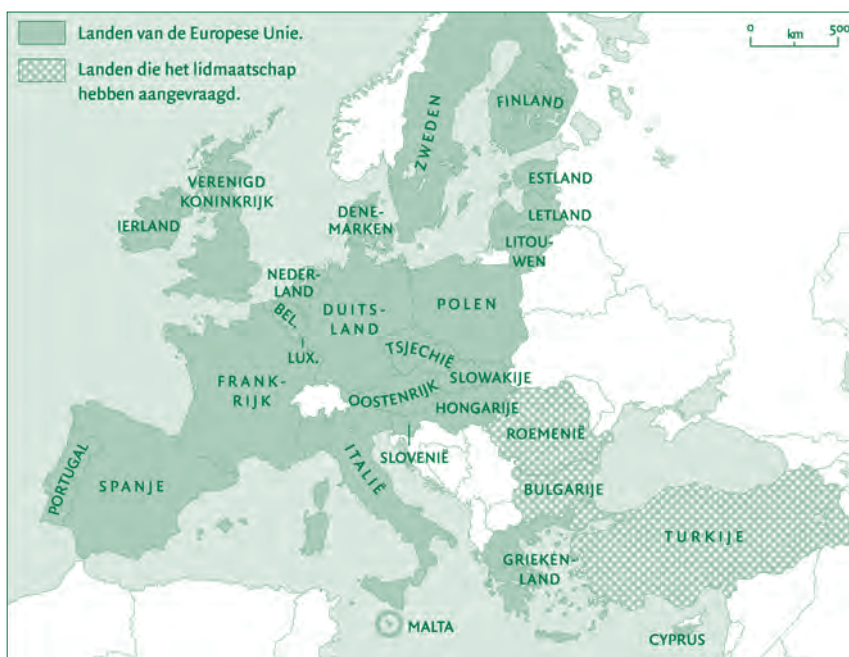 Landen van de Europese Unie.
Landen die het lidmaatschap
hebben aangevraagd.
0 500
km
FINLAND
ZWEDEN
ESTLAND
LETLAND
LITOU-
WEN
VERENIGD
KONINKRIJK
IERLAND
DENE-
MARKEN
NEDER-
LAND
BEL.
LUX.
DUITS-
LAND
POLEN
TSJECHIË
SLOWAKIJE
FRANK-
RIJK
OOSTENRIJK
HONGARIJE
SLOVENIË
ROEMENIË
BULGARIJE
ITALIË
PORTUGAL
SPANJE
GRIEKEN-
LAND
TURKIJE
MALTA
CYPRUS